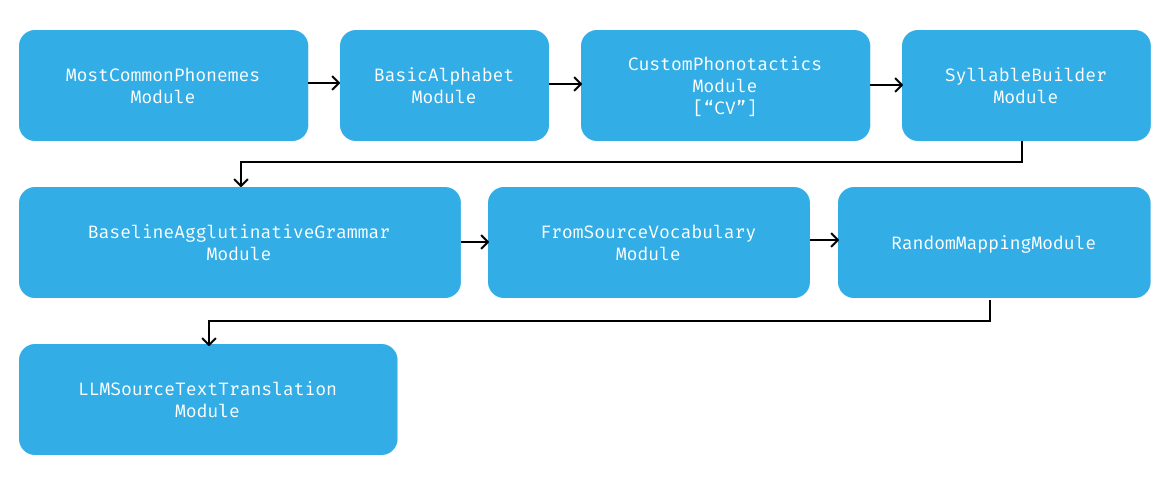 MostCommonPhonemes
Module
BasicAlphabet
Module
CustomPhonotactics
Module
[“CV”]
SyllableBuilder
Module
BaselineAgglutinativeGrammar
Module
FromSourceVocabulary
Module
RandomMappingModule
LLMSourceTextTranslation
Module